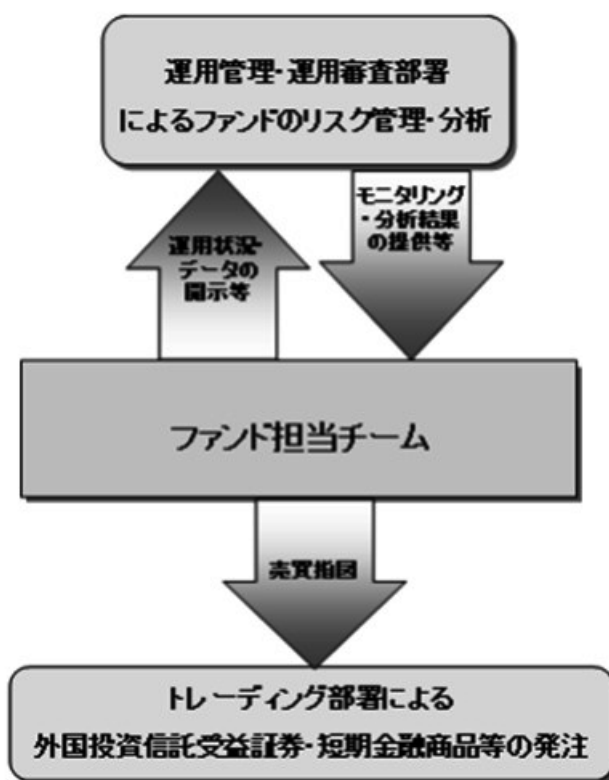 運用管理・運用審査部署
によるファンドのリスク管理・分析
運用状況・
データの
開示等
モニタリング
・分析結果
の提供等
ファンド担当チーム
売買指図
トレーディング部署による
外国投資信託受益証券・短期金融商品等の発注